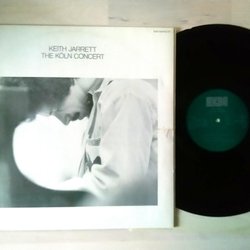 KEITH JARRETT
THE KÖLN CONCERT